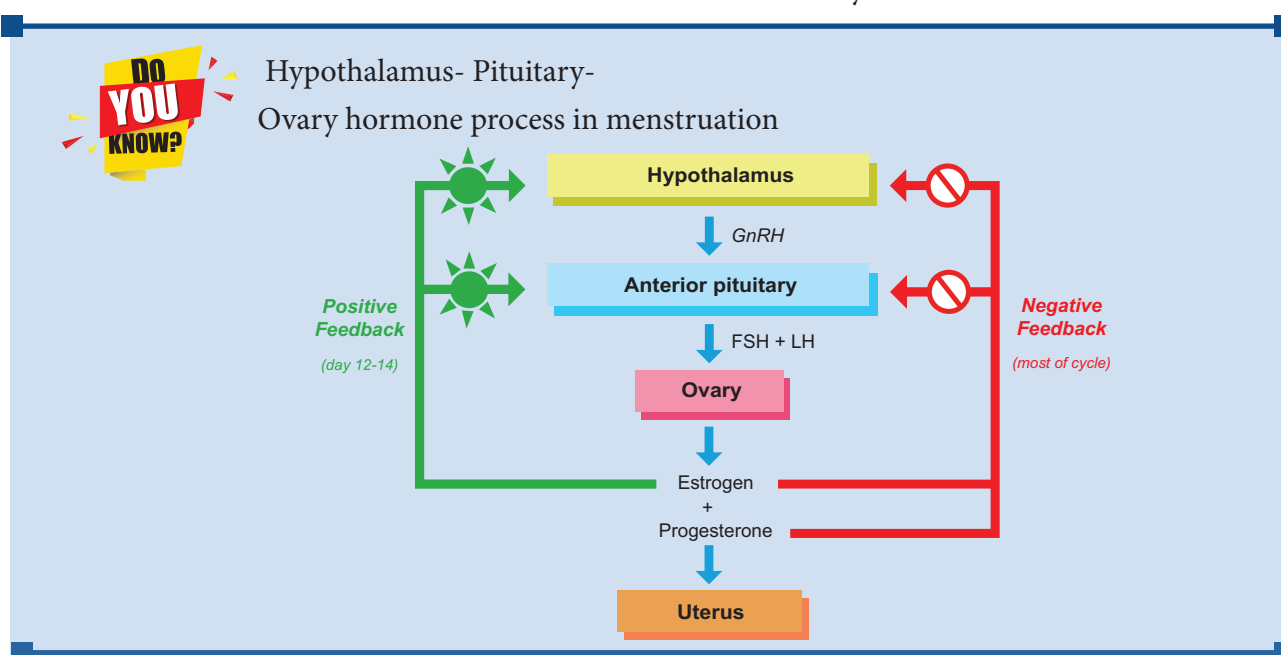 DO
YOU
KNOW?
Hypothalamus- Pituitary-
Ovary hormone process in menstruation
Hypothalamus
GnRH
Anterior pituitary
Positive
Feedback
(day 12-14)
Negative
Feedback
(most of cycle)
FSH + LH
Ovary
Estrogen
+
Progesterone
Uterus